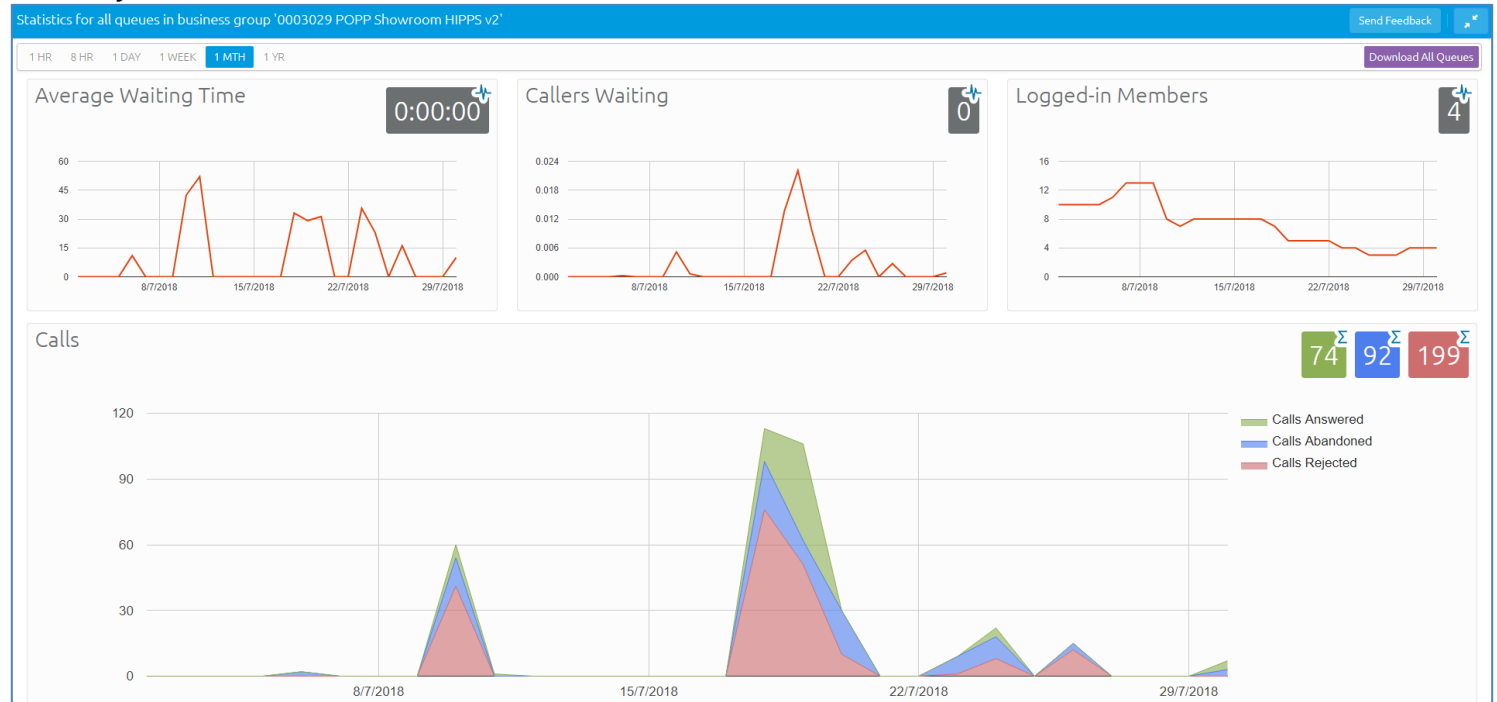 Statistics for all queues in business group '0003029 POPP Showroom HIPPS v2'
Send Feedback
1 HR 8 HR 1 DAY 1 WEEK 1 MTH 1 YR
Download All Queues
Average Waiting Time
0:00:00
60
45
30
15
0
8/7/2018 15/7/2018 22/7/2018 29/7/2018
Callers Waiting
0
0.024
0.018
0.012
0.006
0.000
8/7/2018 15/7/2018 22/7/2018 29/7/2018
Logged-in Members
4
16
12
8
4
0
8/7/2018 15/7/2018 22/7/2018 29/7/2018
Calls
Σ Σ Σ
74 92 199
120
90
60
30
0
8/7/2018 15/7/2018 22/7/2018 29/7/2018
Calls Answered
Calls Abandoned
Calls Rejected